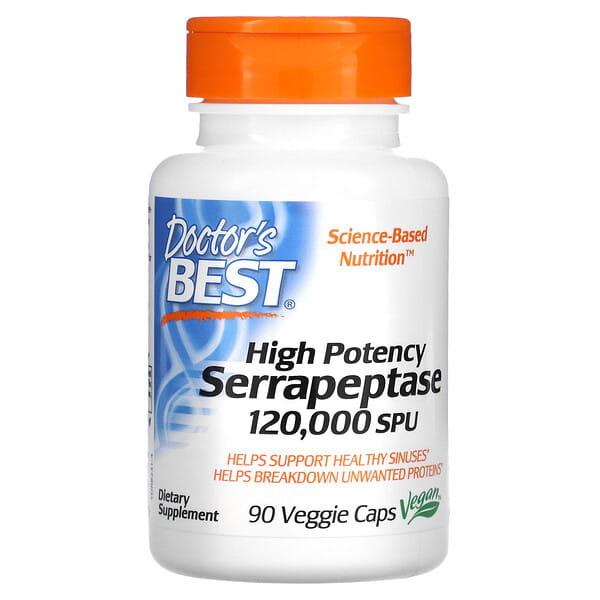 Doctor's
BEST®
Science-Based
Nutrition™
High Potency
Serrapeptase
120,000 SPU
HELPS SUPPORT HEALTHY SINUSES*
HELPS BREAKDOWN UNWANTED PROTEINS*
Dietary
Supplement
90 Veggie Caps
Vegan